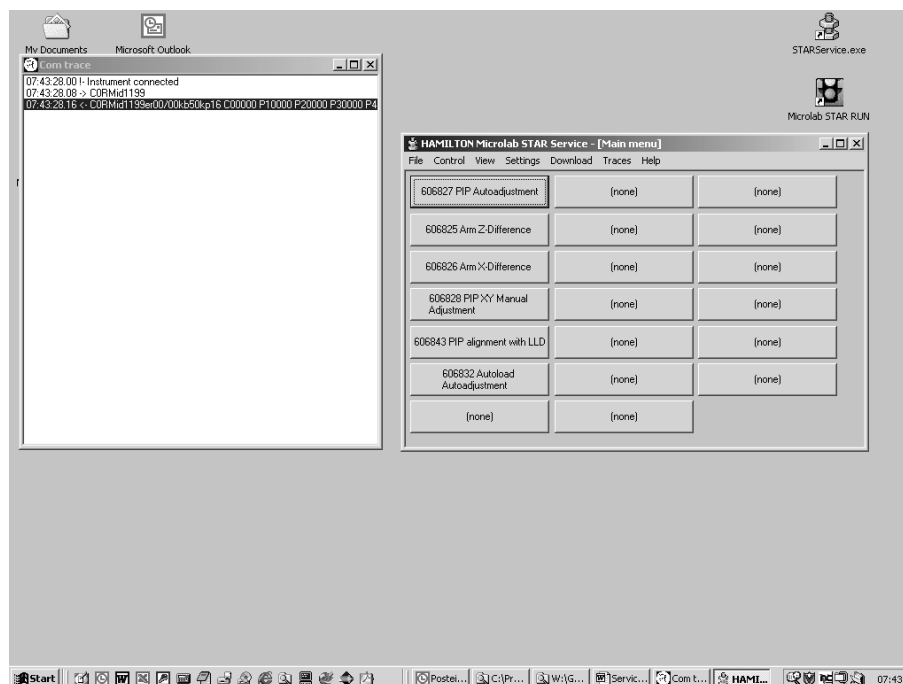 My Documents
Microsoft Outlook
STARService.exe
Microlab STAR RUN
Com trace
07:43:28.00 !- Instrument connected
07:43:28.08 -> C0RMid1199
07:43:28.16 <- C0RMid1199er00/00kb50kp16 C00000 P10000 P20000 P30000 P4
HAMILTON Microlab STAR Service - [Main menu]
File Control View Settings Download Traces Help
606827 PIP Autoadjustment
(none)
(none)
606825 Arm Z-Difference
(none)
(none)
606826 Arm X-Difference
(none)
(none)
606828 PIP XY Manual
Adjustment
(none)
(none)
606843 PIP alignment with LLD
(none)
(none)
606832 Autoload
Autoadjustment
(none)
(none)
(none)
(none)
Start
Postei...
C:\Pr...
W:\G...
Servic...
Com t...
HAMI...
07:43